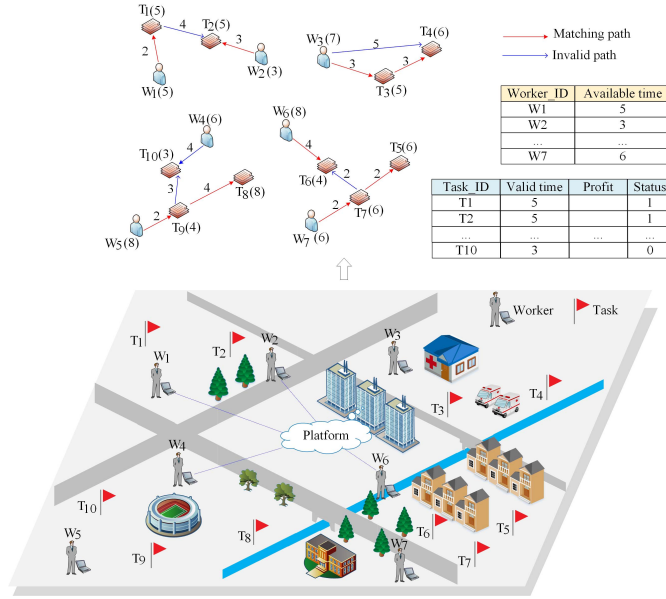 T1(5)
4
T2(5)
2
3
W1(5)
W2(3)
W3(7)
5
T4(6)
3
3
T3(5)
Matching path
Invalid path
Worker_ID Available time
W1 5
W2 3
... ...
W7 6
W4(6)
4
T10(3)
3
4
T8(8)
2
T9(4)
W5(8)
W6(8)
4
T5(6)
T6(4)
2
2
2
T7(6)
W7(6)
Task_ID Valid time Profit Status
T1 5 1
T2 5 1
... ... ... ...
T10 3 0
Worker Task
T1
T2
W2
W3
W1
T3
T4
Platform
W4
W6
T10
T6
T5
W5
T9
T8
W7
T7